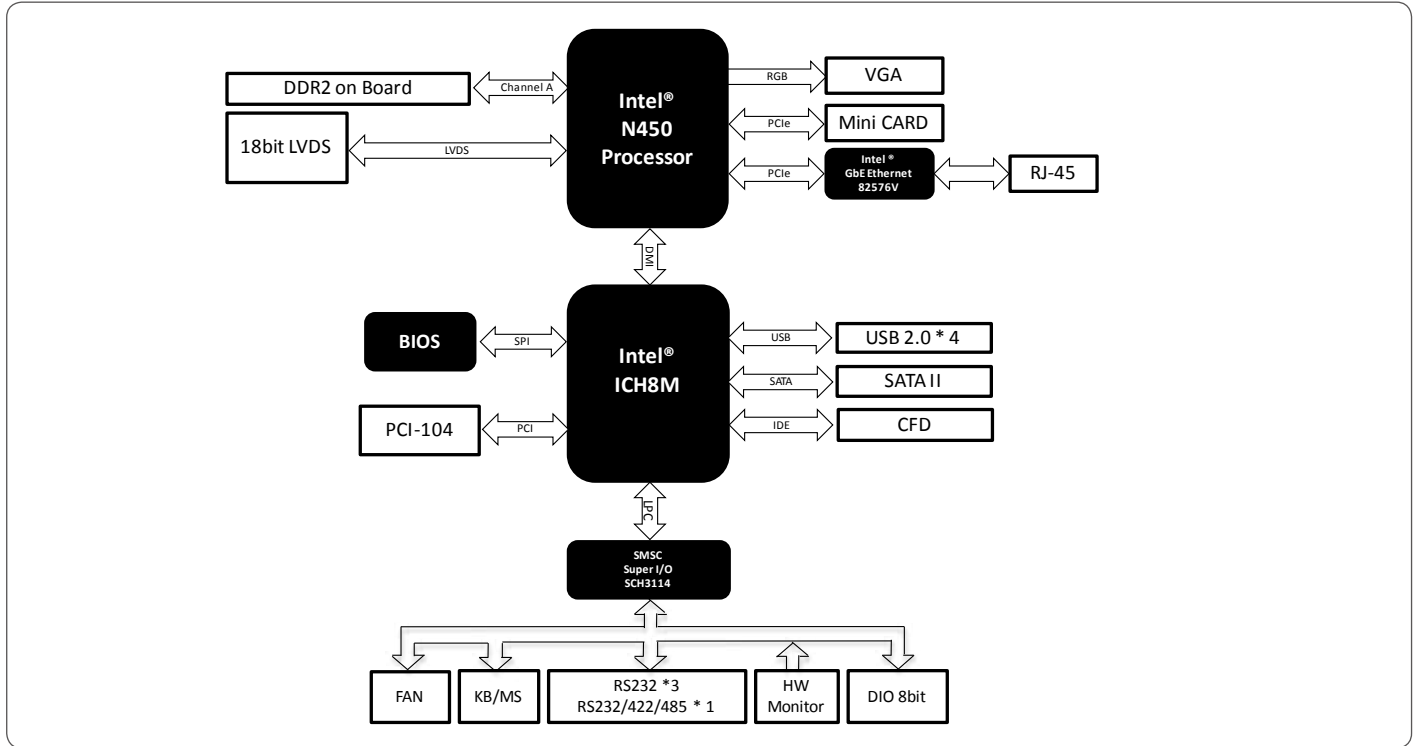 DDR2 on Board
Channel A
Intel®
N450
Processor
RGB
VGA
18bit LVDS
LVDS
PCIe
Mini CARD
PCIe
Intel ®
GbE Ethernet
82576V
RJ-45
DMI
BIOS
SPI
Intel®
ICH8M
USB
USB 2.0 * 4
SATA
SATA II
PCI-104
PCI
IDE
CFD
LPC
SMSC
Super I/O
SCH3114
FAN
KB/MS
RS232 *3
RS232/422/485 * 1
HW
Monitor
DIO 8bit